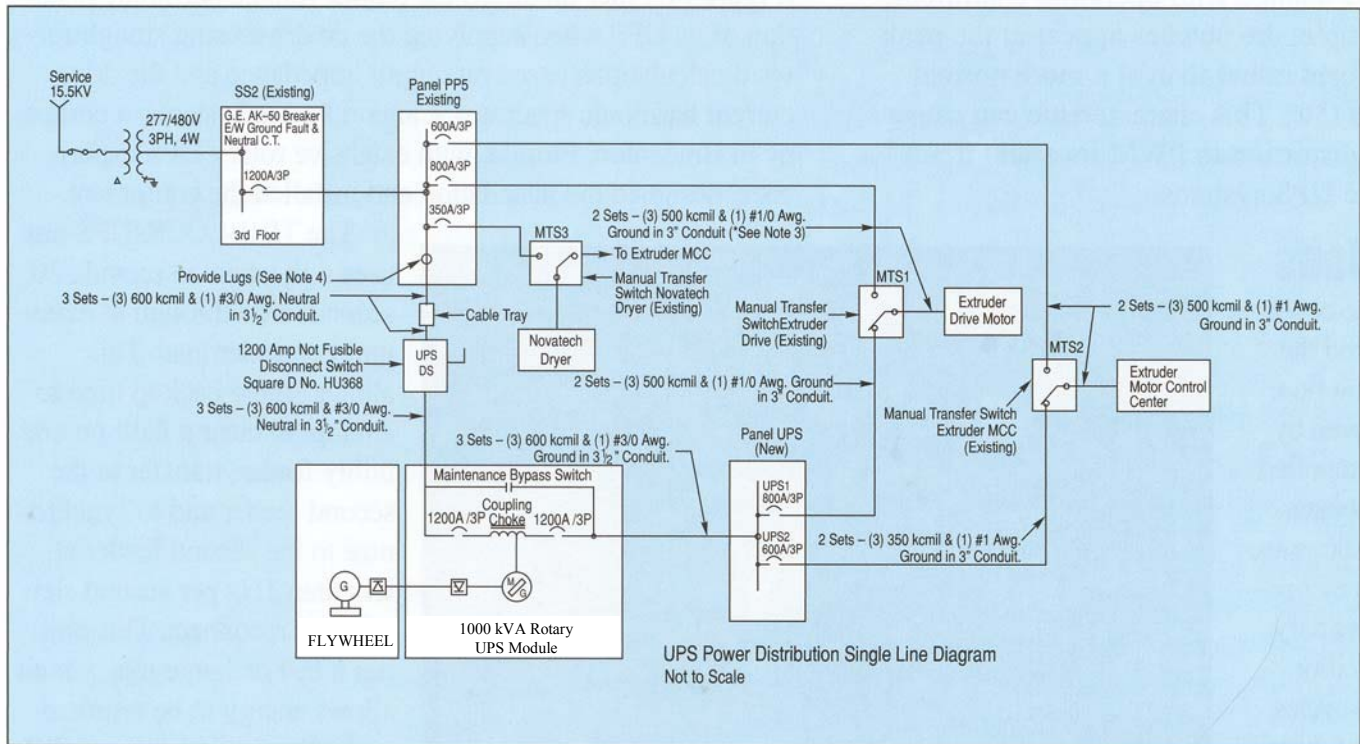 Service
15.5KV
277/480V
3PH, 4W
SS2 (Existing)
G.E. AK–50 Breaker
E/W Ground Fault &
Neutral C.T.
1200A/3P
3rd Floor
Panel PP5
Existing
600A/3P
800A/3P
350A/3P
Provide Lugs (See Note 4)
3 Sets – (3) 600 kcmil & (1) #3/0 Awg. Neutral
in 3½" Conduit.
Cable Tray
1200 Amp Not Fusible
Disconnect Switch
Square D No. HU368
UPS
DS
3 Sets – (3) 600 kcmil & #3/0 Awg.
Neutral in 3½" Conduit.
MTS3
To Extruder MCC
Manual Transfer
Switch Novatech
Dryer (Existing)
Novatech
Dryer
2 Sets – (3) 500 kcmil & (1) #1/0 Awg.
Ground in 3" Conduit (*See Note 3)
MTS1
Manual Transfer
SwitchExtruder
Drive (Existing)
Extruder
Drive Motor
2 Sets – (3) 500 kcmil & (1) #1/0 Awg. Ground
in 3" Conduit.
2 Sets – (3) 500 kcmil & (1) #1 Awg.
Ground in 3" Conduit.
MTS2
Extruder
Motor Control
Center
Manual Transfer Switch
Extruder MCC
(Existing)
3 Sets – (3) 600 kcmil & (1) #3/0 Awg.
Ground in 3½" Conduit.
Panel UPS
(New)
UPS1
800A/3P
UPS2
600A/3P
2 Sets – (3) 350 kcmil & (1) #1 Awg.
Ground in 3" Conduit.
Maintenance Bypass Switch
1200A /3P
Coupling
Choke
1200A /3P
G
M/G
FLYWHEEL
1000 kVA Rotary
UPS Module
UPS Power Distribution Single Line Diagram
Not to Scale